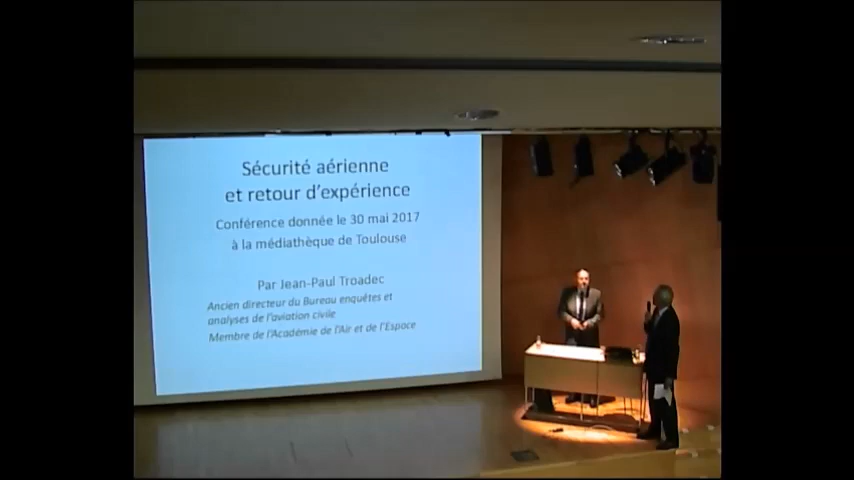 Sécurité aérienne
et retour d'expérience
Conférence donnée le 30 mai 2017
à la médiathèque de Toulouse
Par Jean-Paul Troadec
Ancien directeur du Bureau enquêtes et
analyses de l'aviation civile
Membre de l'Académie de l'Air et de l'Espace